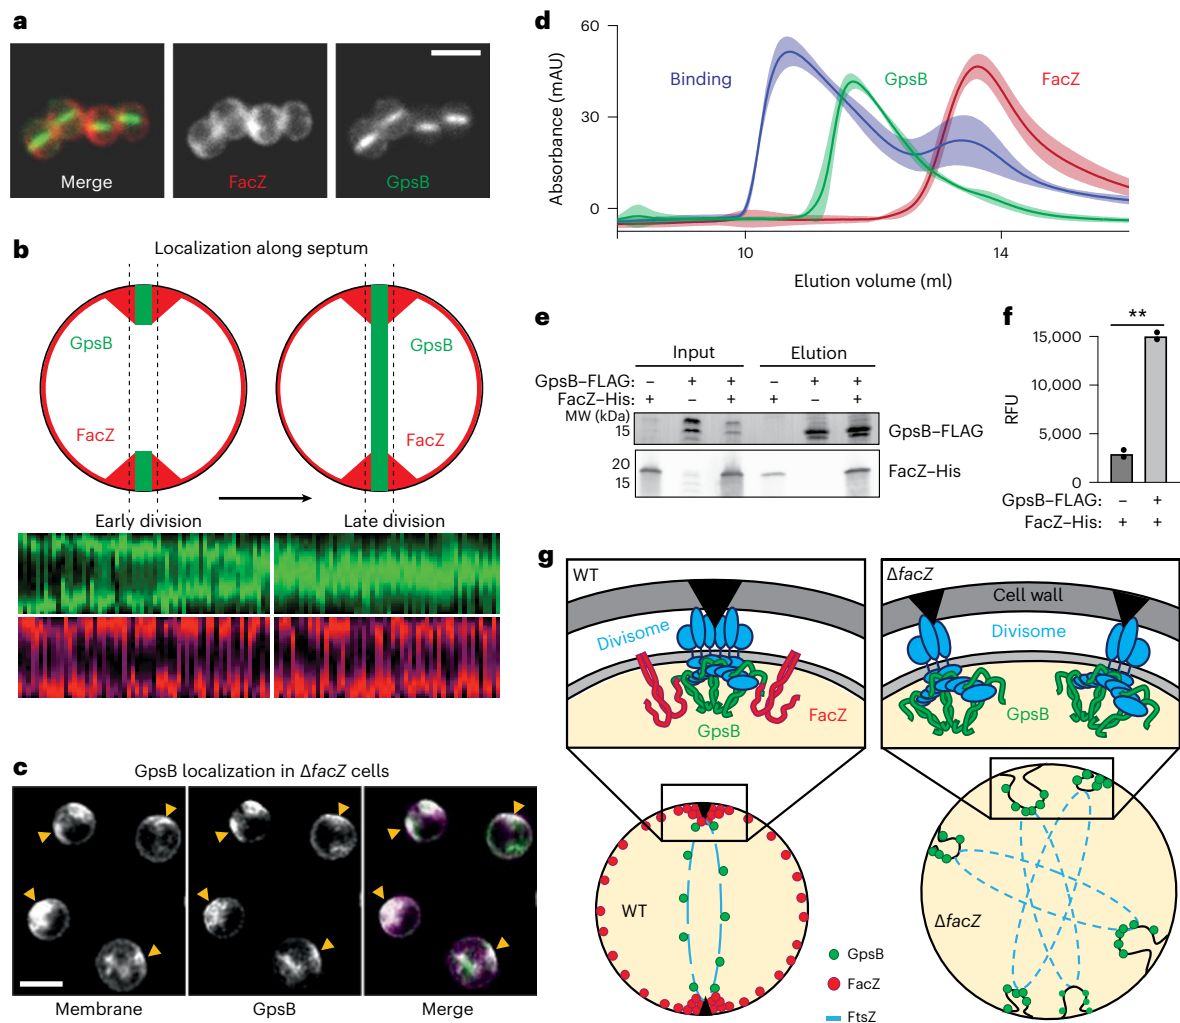 a
Merge
FacZ
GpsB
b
Localization along septum
GpsB
FacZ
GpsB
FacZ
Early division
Late division
c
GpsB localization in ΔfacZ cells
Membrane
GpsB
Merge
d
Absorbance (mAU)
60
30
0
Binding
GpsB
FacZ
10
14
Elution volume (ml)
e
Input
Elution
GpsB–FLAG: – + + – + +
FacZ–His: + – + + – +
MW (kDa)
15
GpsB–FLAG
20
15
FacZ–His
f
**
RFU
15,000
10,000
5,000
0
GpsB–FLAG: – +
FacZ–His: + +
g
WT
Divisome
GpsB
FacZ
ΔfacZ
Cell wall
Divisome
GpsB
WT
ΔfacZ
GpsB
FacZ
FtsZ